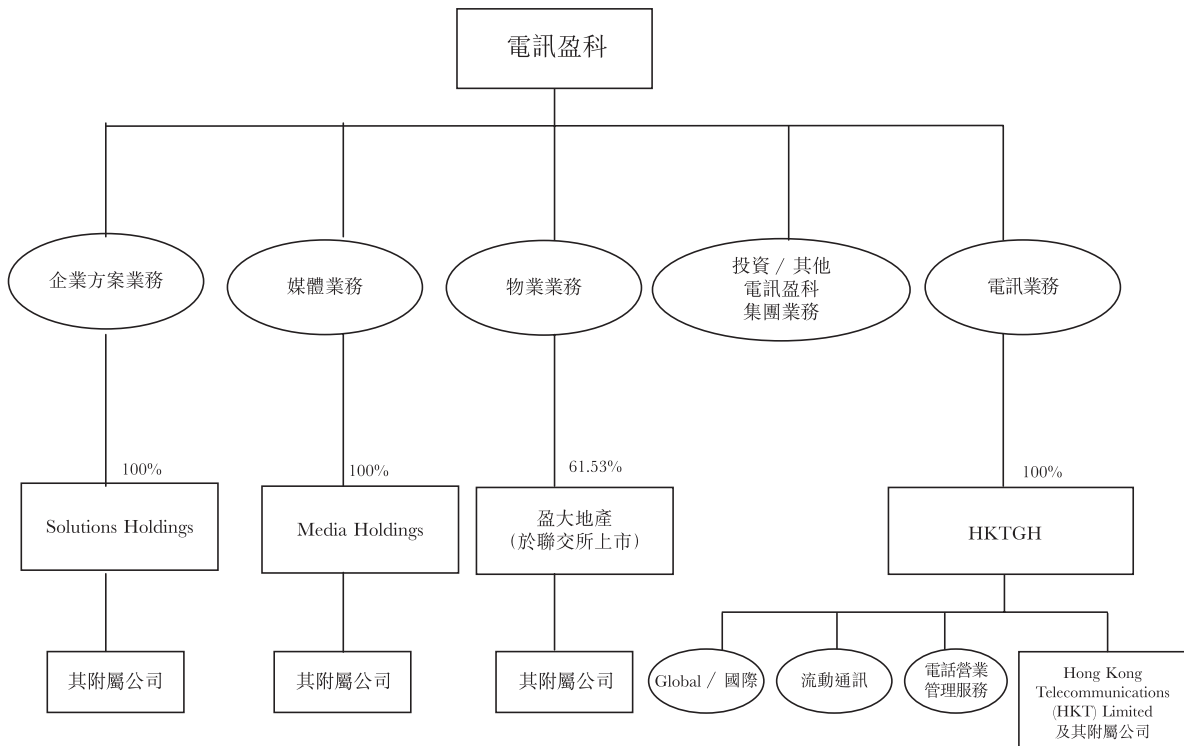 電訊盈科
企業方案業務
媒體業務
物業業務
投資 / 其他
電訊盈科
集團業務
電訊業務
100%
100%
61.53%
100%
Solutions Holdings
Media Holdings
盈大地產
（於聯交所上市）
HKTGH
其附屬公司
其附屬公司
其附屬公司
Global / 國際
流動通訊
電話營業
管理服務
Hong Kong
Telecommunications
(HKT) Limited
及其附屬公司